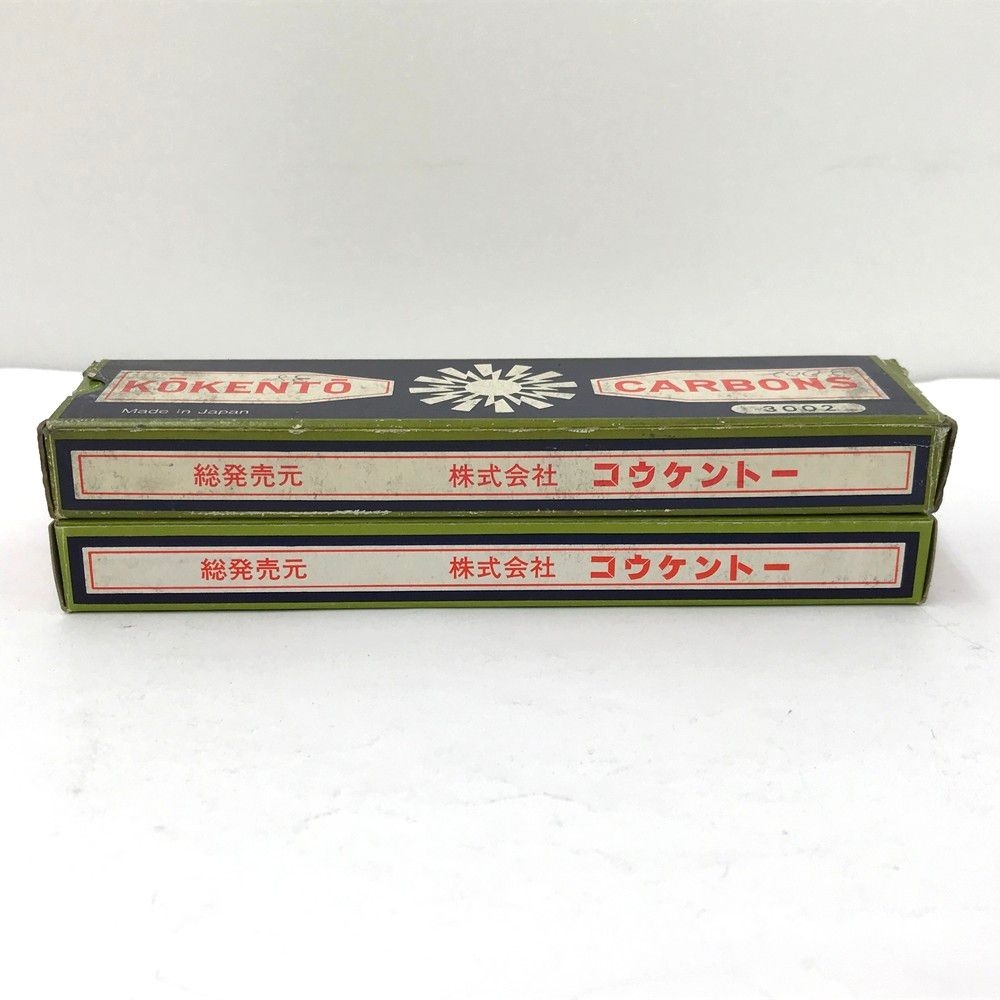 KOKENTO CARBONS
Made in Japan 3002
総発売元 株式会社 コウケントー
総発売元 株式会社 コウケントー